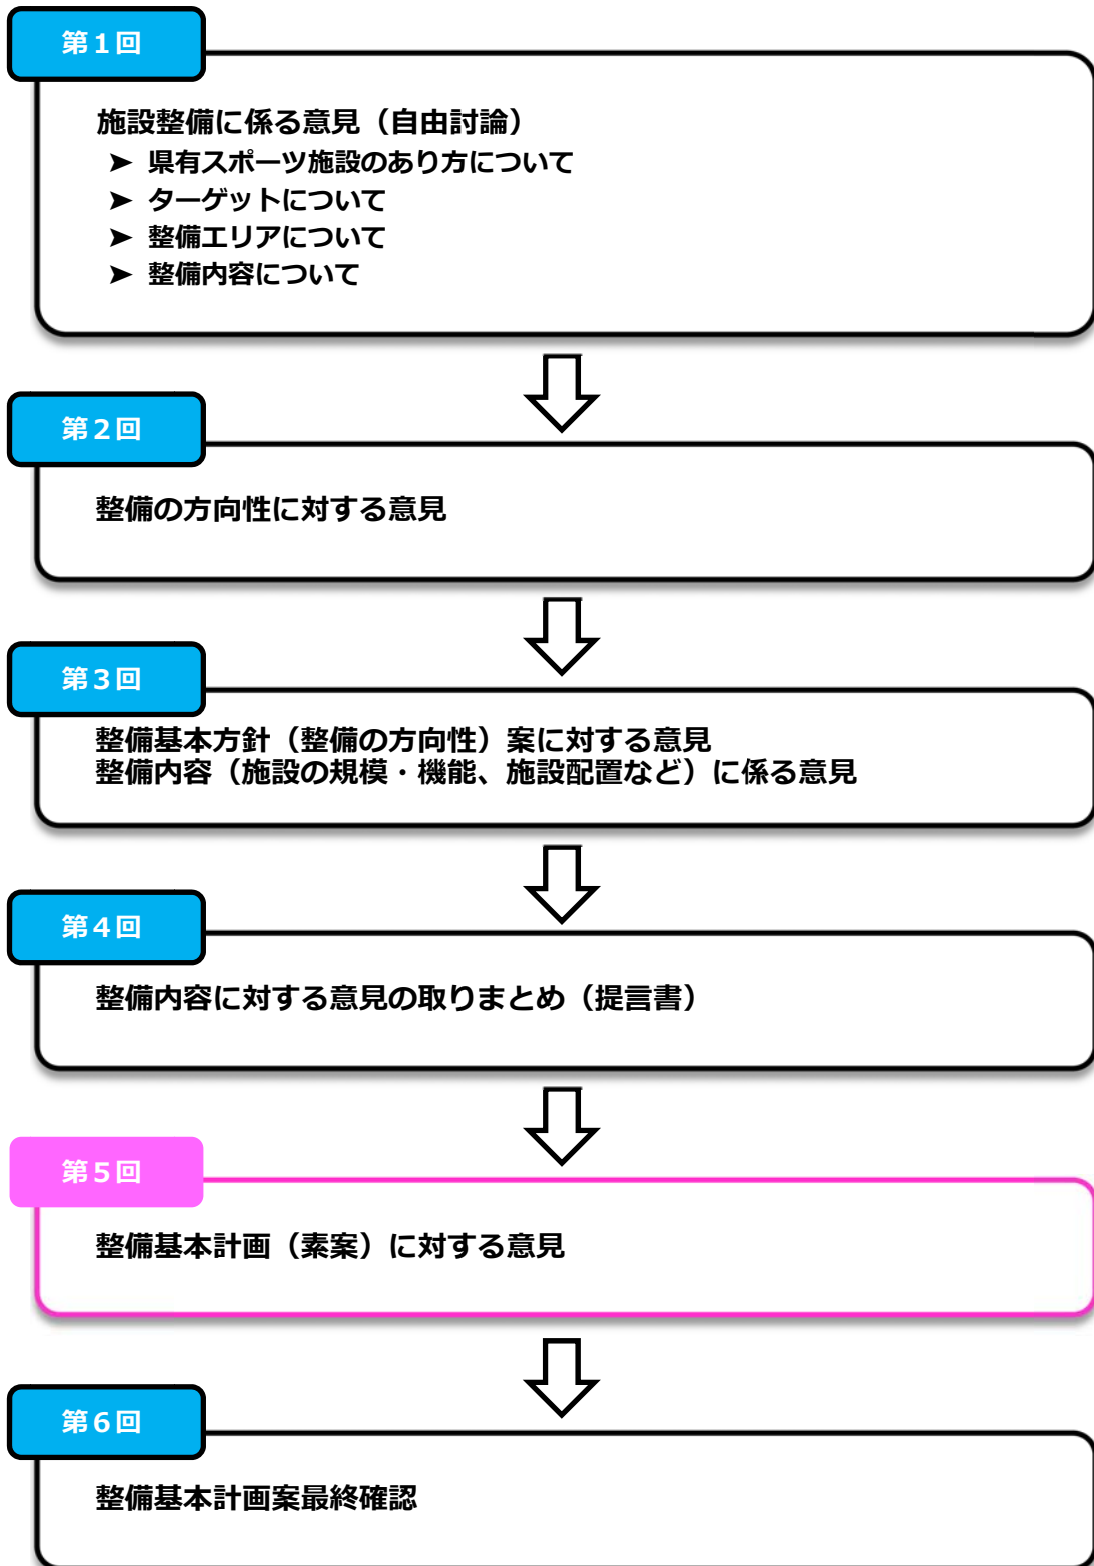 第1回
施設整備に係る意見（自由討論）
➤ 県有スポーツ施設のあり方について
➤ ターゲットについて
➤ 整備エリアについて
➤ 整備内容について
第2回
整備の方向性に対する意見
第3回
整備基本方針（整備の方向性）案に対する意見
整備内容（施設の規模・機能、施設配置など）に係る意見
第4回
整備内容に対する意見の取りまとめ（提言書）
第5回
整備基本計画（素案）に対する意見
第6回
整備基本計画案最終確認